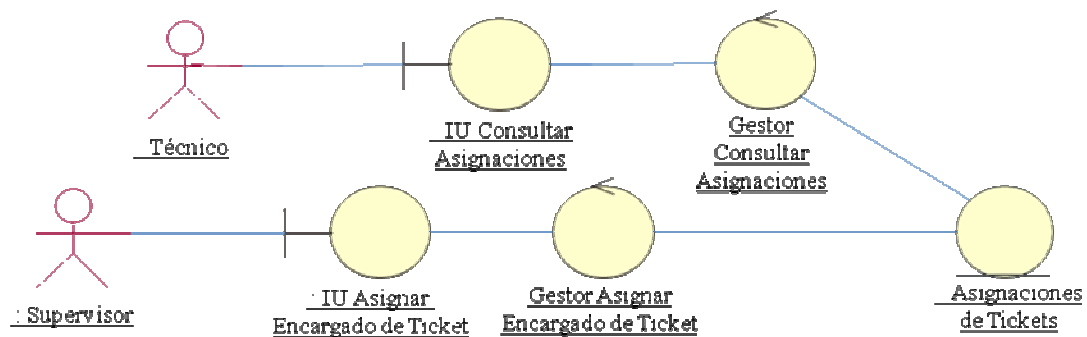 Técnico
IU Consultar
Asignaciones
Gestor
Consultar
Asignaciones
: Supervisor
: IU Asignar
Encargado de Ticket
Gestor Asignar
Encargado de Ticket
Asignaciones
de Tickets